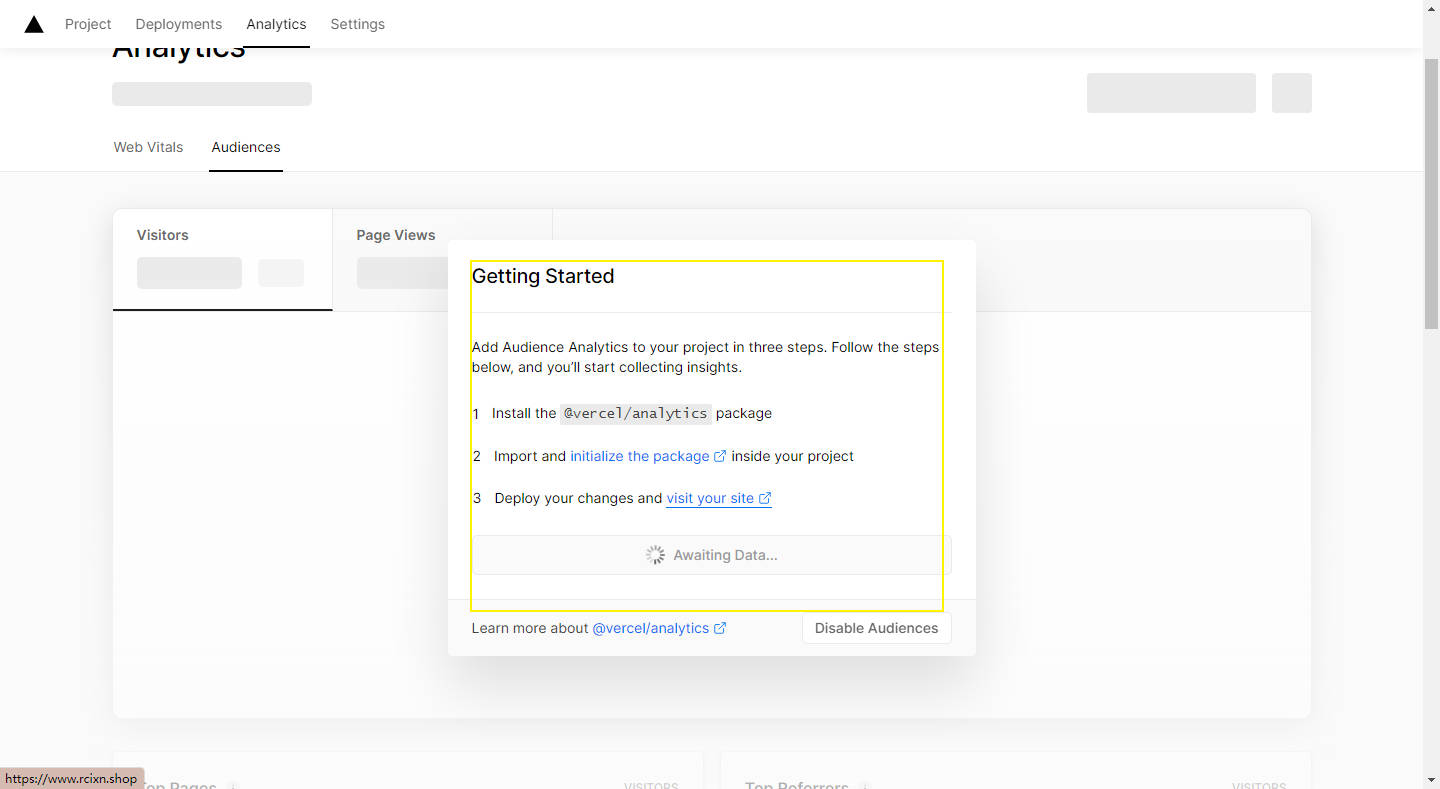 Project Deployments Analytics Settings
Analytics
Web Vitals Audiences
Visitors Page Views
Getting Started
Add Audience Analytics to your project in three steps. Follow the steps
below, and you’ll start collecting insights.
1 Install the @vercel/analytics package
2 Import and initialize the package inside your project
3 Deploy your changes and visit your site
Awaiting Data...
Learn more about @vercel/analytics Disable Audiences
https://www.rcixn.shop
Top Pages VISITORS Top Referrers VISITORS